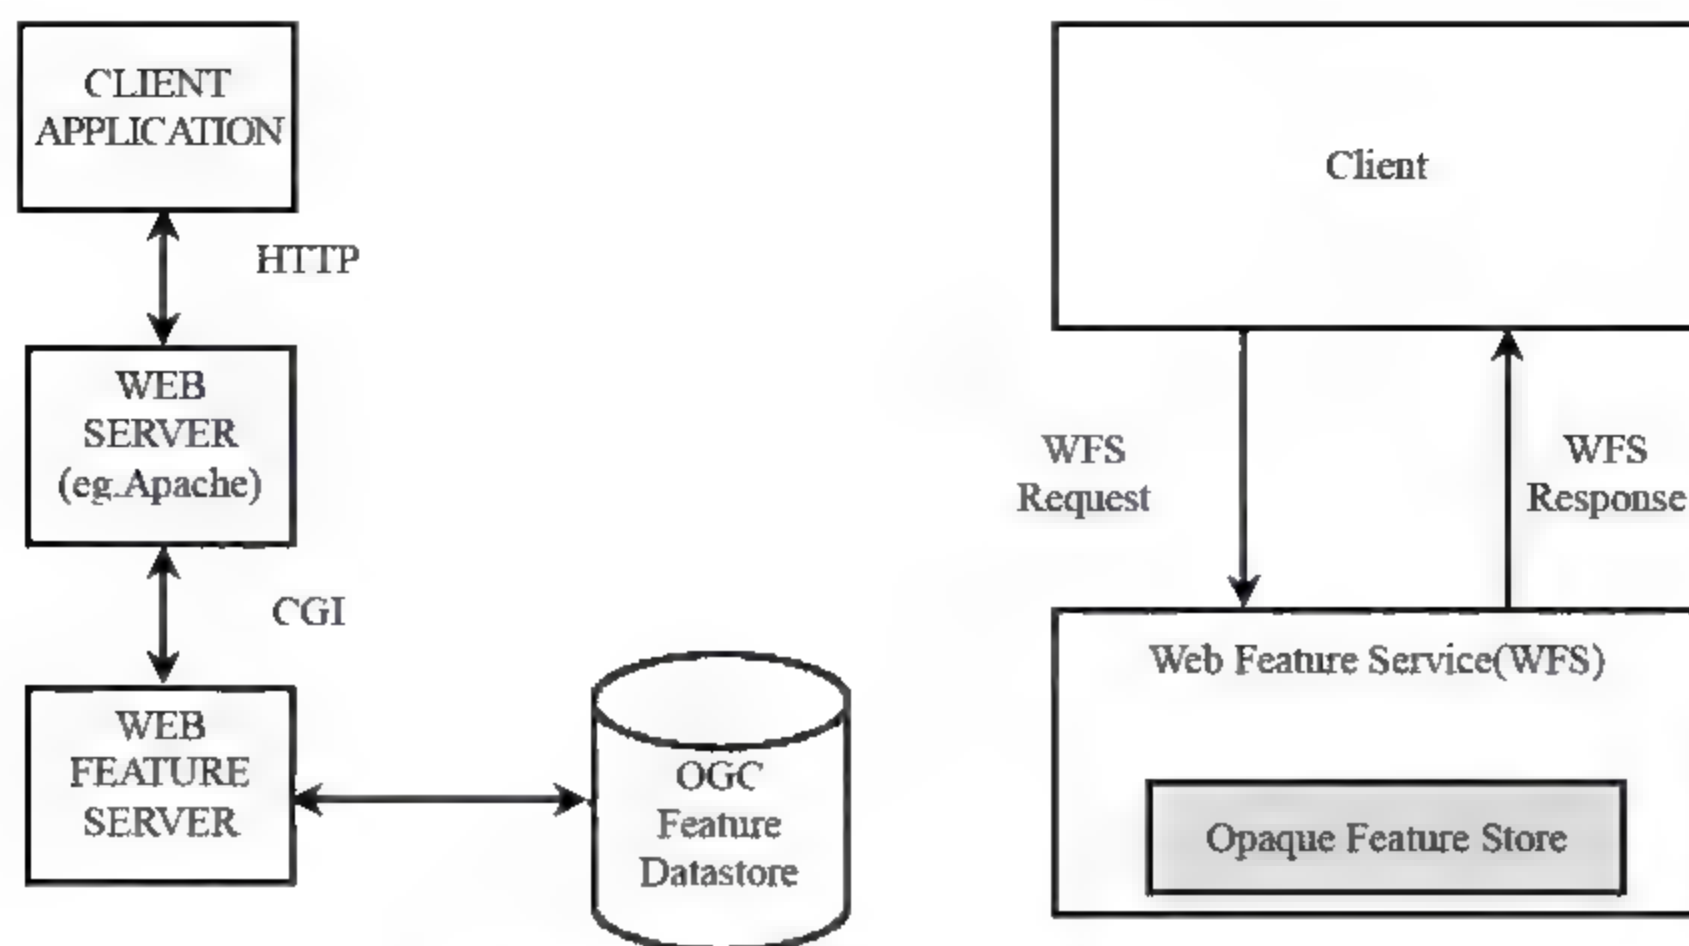 CLIENT
APPLICATION
HTTP
WEB
SERVER
(eg.Apache)
CGI
WEB
FEATURE
SERVER
OGC
Feature
Datastore
Client
WFS
Request
WFS
Response
Web Feature Service(WFS)
Opaque Feature Store